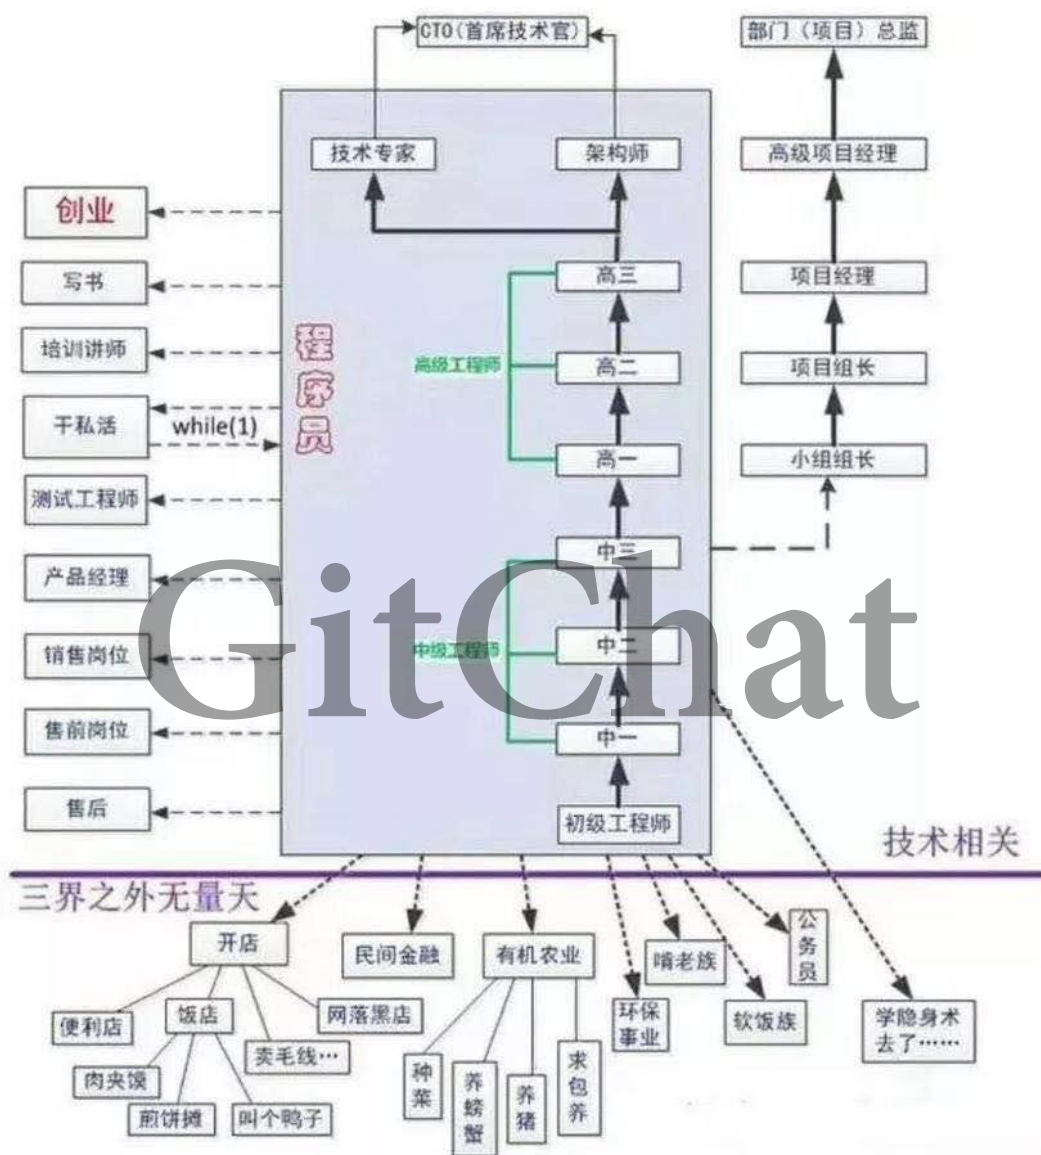 CTO(首席技术官)
部门（项目）总监
技术专家
架构师
高级项目经理
创业
写书
培训讲师
干私活
while(1)
测试工程师
产品经理
销售岗位
售前岗位
售后
程序员
高级工程师
高三
高二
高一
中级工程师
中三
中二
中一
初级工程师
项目经理
项目组长
小组组长
GitChat
技术相关
三界之外无量天
开店
民间金融
有机农业
啃老族
公务员
便利店
饭店
网落黑店
卖毛线…
肉夹馍
煎饼摊
叫个鸭子
种菜
养螃蟹
养猪
求包养
环保
事业
软饭族
学隐身术
去了……